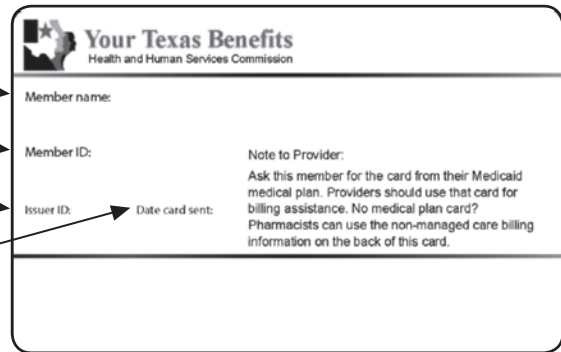 Your Texas Benefits
Health and Human Services Commission
Member name:
Member ID:
Note to Provider:
Ask this member for the card from their Medicaid
medical plan. Providers should use that card for
billing assistance. No medical plan card?
Pharmacists can use the non-managed care billing
information on the back of this card.
Issuer ID:
Date card sent: